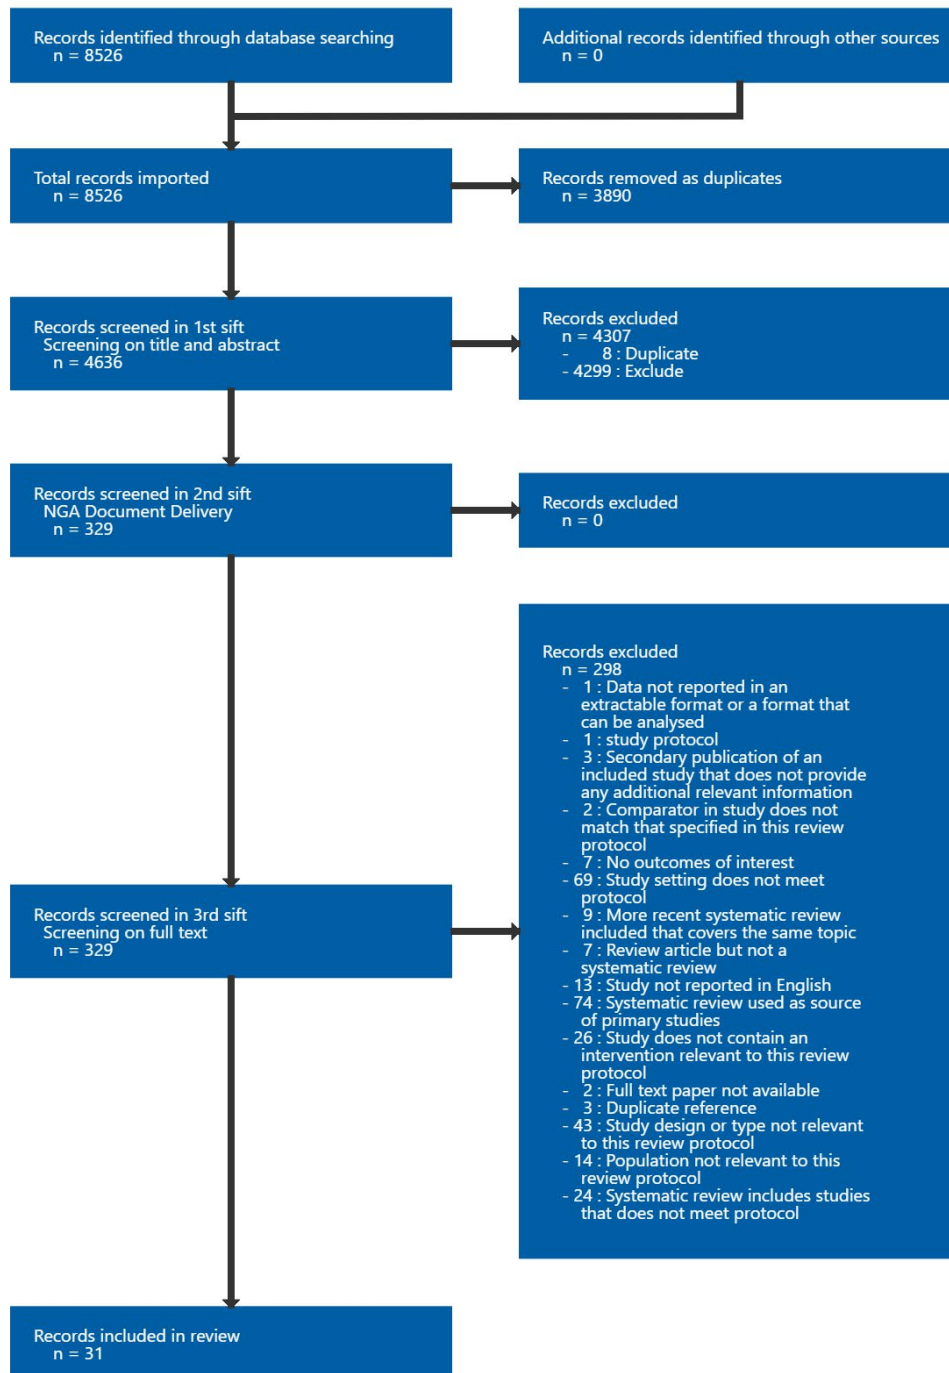 Records identified through database searching
n = 8526
Additional records identified through other sources
n = 0
Total records imported
n = 8526
Records removed as duplicates
n = 3890
Records screened in 1st sift
Screening on title and abstract
n = 4636
Records excluded
n = 4307
- 8 : Duplicate
- 4299 : Exclude
Records screened in 2nd sift
NGA Document Delivery
n = 329
Records excluded
n = 0
Records screened in 3rd sift
Screening on full text
n = 329
Records excluded
n = 298
- 1 : Data not reported in an
extractable format or a format that
can be analysed
- 1 : study protocol
- 3 : Secondary publication of an
included study that does not provide
any additional relevant information
- 2 : Comparator in study does not
match that specified in this review
protocol
- 7 : No outcomes of interest
- 69 : Study setting does not meet
protocol
- 9 : More recent systematic review
included that covers the same topic
- 7 : Review article but not a
systematic review
- 13 : Study not reported in English
- 74 : Systematic review used as source
of primary studies
- 26 : Study does not contain an
intervention relevant to this review
protocol
- 2 : Full text paper not available
- 3 : Duplicate reference
- 43 : Study design or type not relevant
to this review protocol
- 14 : Population not relevant to this
review protocol
- 24 : Systematic review includes studies
that does not meet protocol
Records included in review
n = 31